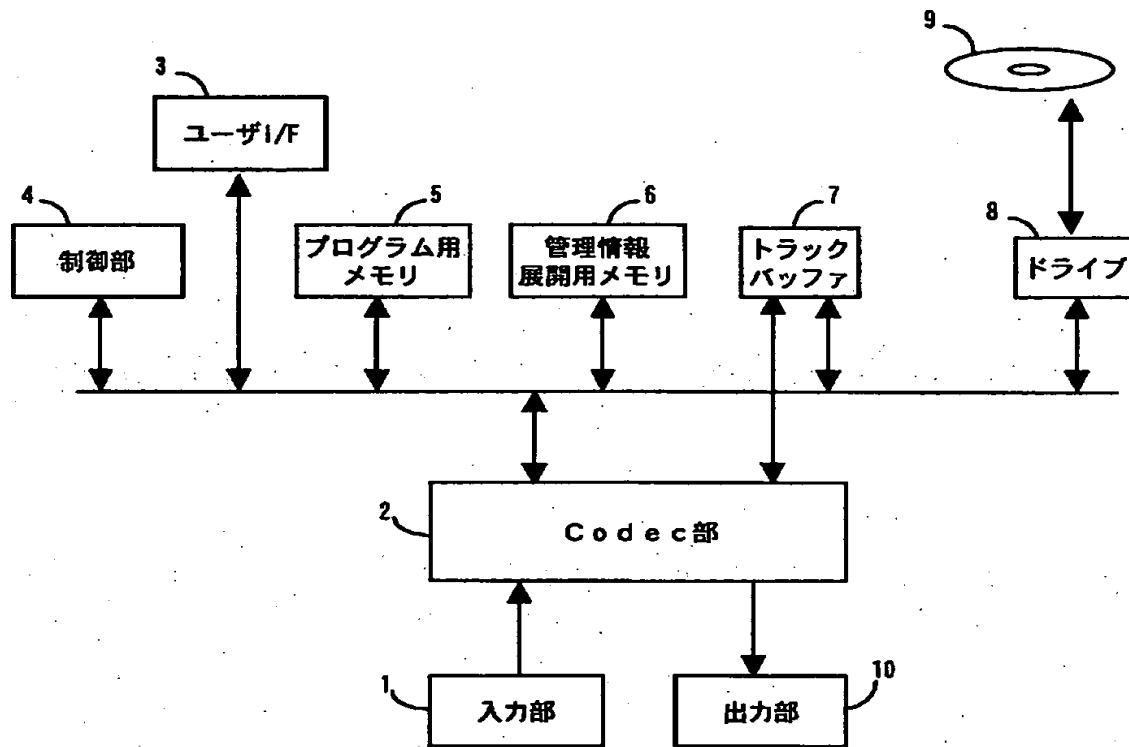 9
3
ユーザI/F
4
制御部
5
プログラム用
メモリ
6
管理情報
展開用メモリ
7
トラック
バッファ
8
ドライブ
2
Codec部
1
入力部
10
出力部